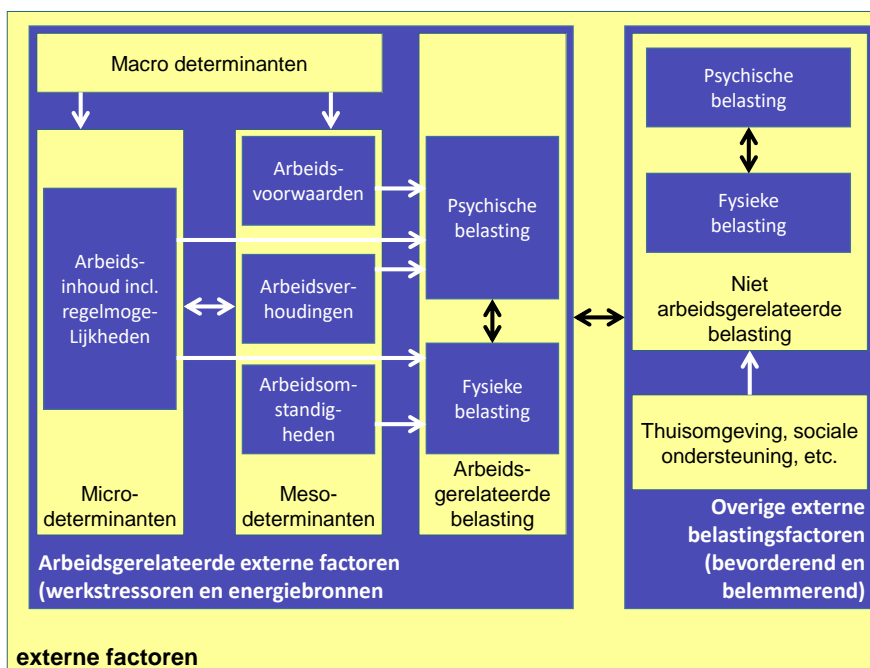 Macro determinanten
Arbeids-
inhoud incl.
regelmoge-
Lijkheden
Micro-
determinanten
Arbeids-
voorwaarden
Arbeidsver-
houdingen
Arbeidsom-
standig-
heden
Meso-
determinanten
Psychische
belasting
Fysieke
belasting
Arbeids-
gerelateerde
belasting
Arbeidsgerelateerde externe factoren
(werkstressoren en energiebronnen
Psychische
belasting
Fysieke
belasting
Niet
arbeidsgerelateerde
belasting
Thuisomgeving, sociale
ondersteuning, etc.
Overige externe
belastingsfactoren
(bevorderend en
belemmerend)
externe factoren